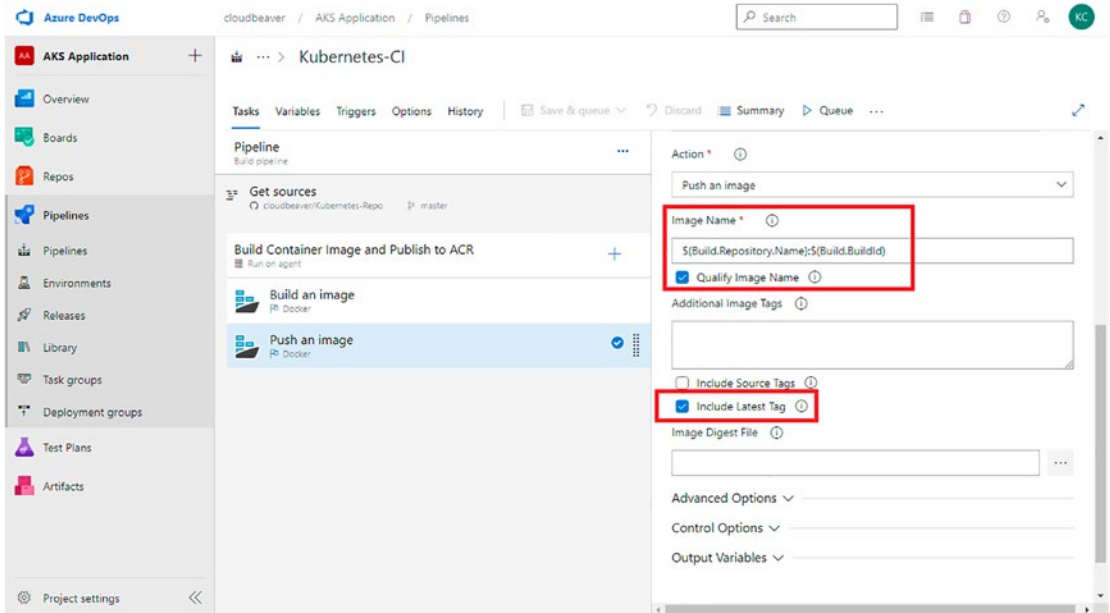 Azure DevOps
cloudbeaver / AKS Application / Pipelines
Search
KC
AA AKS Application
Overview
Boards
Repos
Pipelines
Pipelines
Environments
Releases
Library
Task groups
Deployment groups
Test Plans
Artifacts
Project settings
... > Kubernetes-CI
Tasks Variables Triggers Options History Save & queue Discard Summary Queue ...
Pipeline
Build pipeline
Get sources
cloudbeaver/Kubernetes-Repo master
Build Container Image and Publish to ACR
Run on agent
Build an image
Docker
Push an image
Docker
Action *
Push an image
Image Name *
$(Build.Repository.Name):$(Build.BuildId)
Qualify Image Name
Additional Image Tags
Include Source Tags
Include Latest Tag
Image Digest File
...
Advanced Options
Control Options
Output Variables